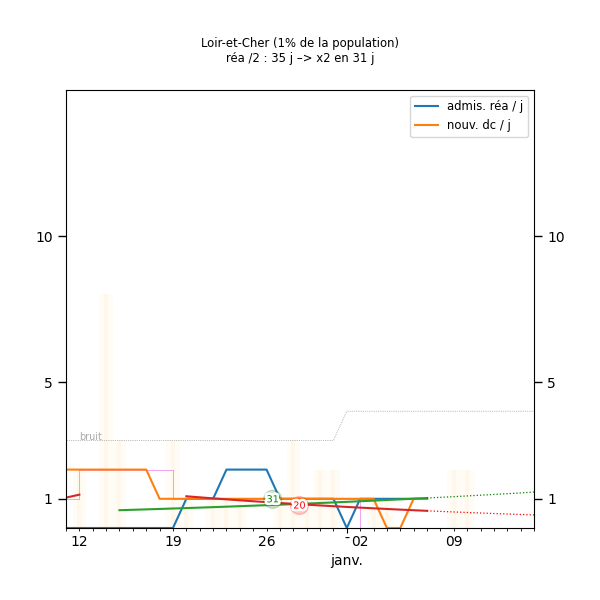 Loir-et-Cher (1% de la population)
réa /2 : 35 j –> x2 en 31 j
admis. réa / j
nouv. dc / j
10
10
5
5
bruit
1
31
20
1
12
19
26
02
09
janv.